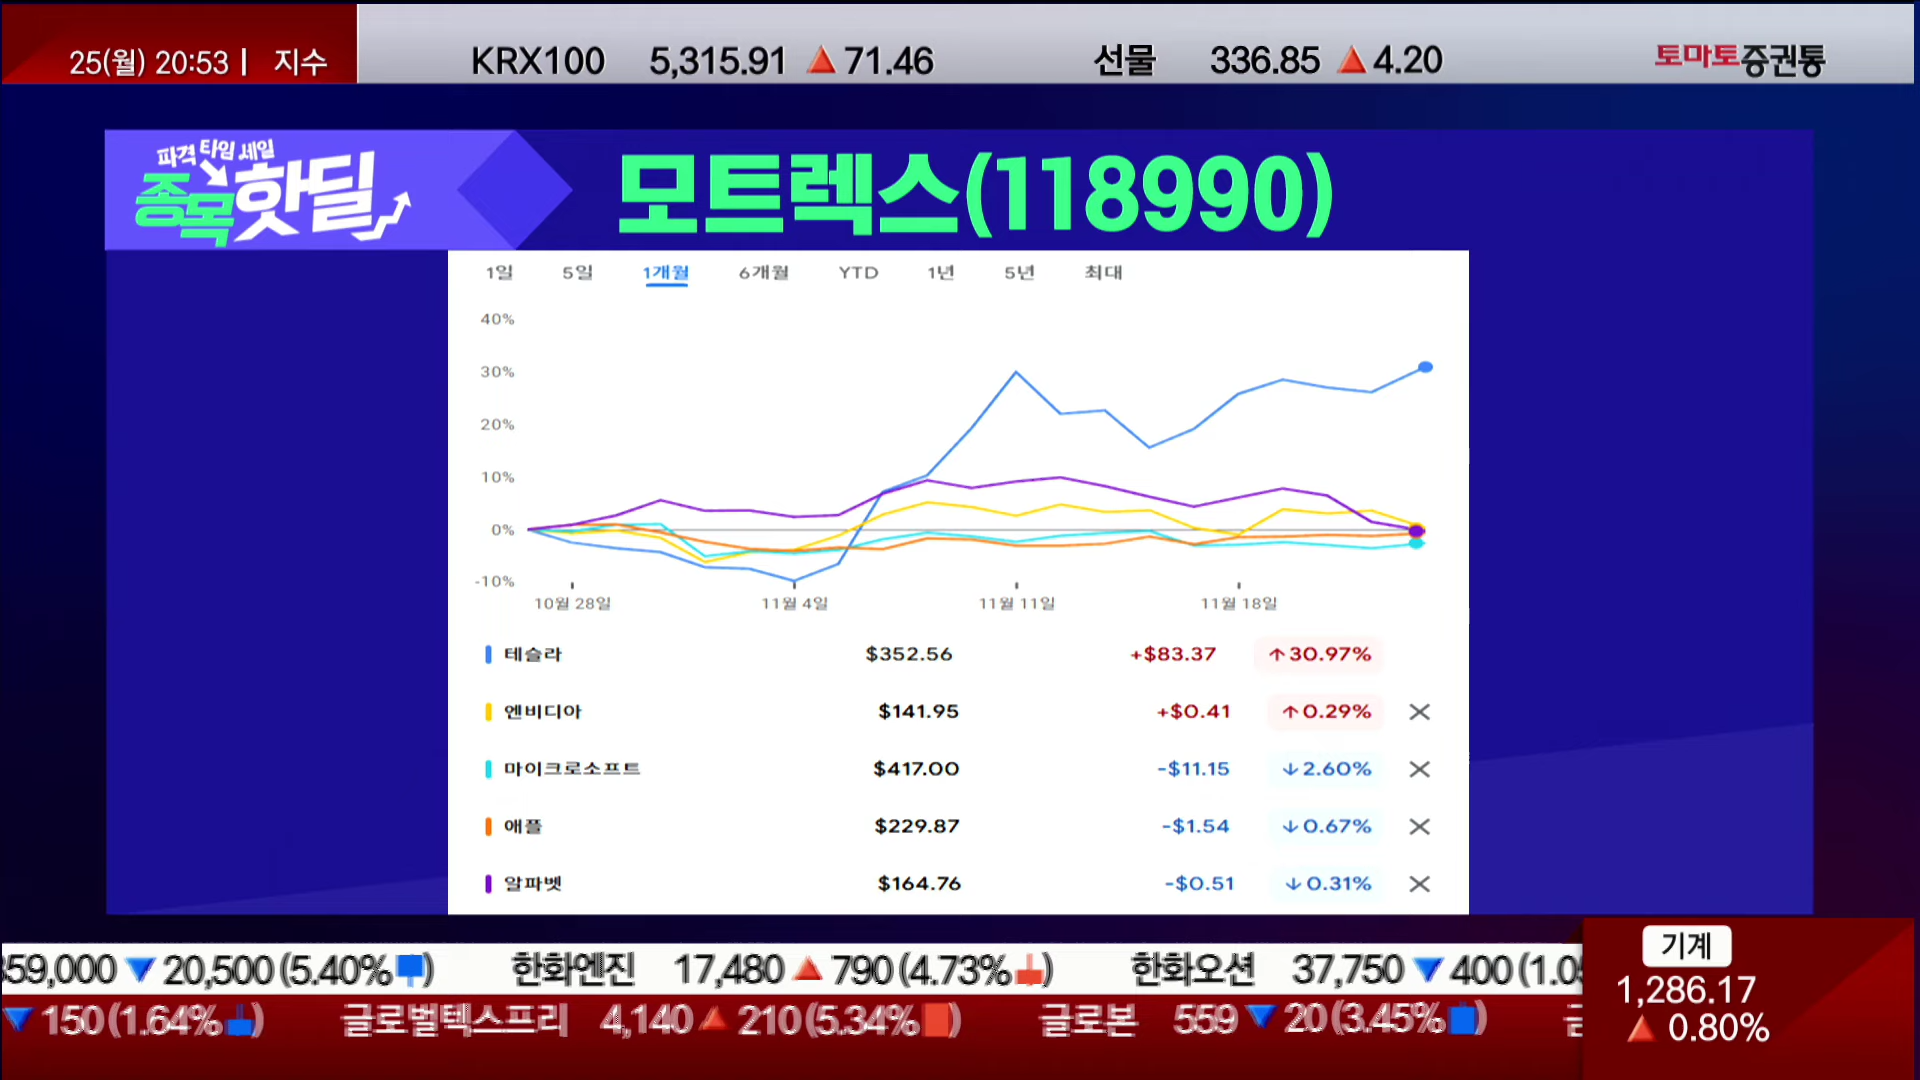 25(월) 20:53 | 지수 KRX100 5,315.91 ▲ 71.46 선물 336.85 ▲ 4.20 토마토증권통
파격 타임 세일
종목핫딜
모트렉스(118990)
1일 5일 1개월 6개월 YTD 1년 5년 최대
40%
30%
20%
10%
0%
-10%
10월 28일 11월 4일 11월 11일 11월 18일
테슬라 $352.56 +$83.37 ↑30.97%
엔비디아 $141.95 +$0.41 ↑0.29% ×
마이크로소프트 $417.00 -$11.15 ↓2.60% ×
애플 $229.87 -$1.54 ↓0.67% ×
알파벳 $164.76 -$0.51 ↓0.31% ×
59,000 ▼ 20,500 (5.40%) 한화엔진 17,480 ▲ 790 (4.73%) 한화오션 37,750 ▼ 400 (1.0
▼ 150 (1.64%) 글로벌텍스프리 4,140 ▲ 210 (5.34%) 글로본 559 ▼ 20 (3.45%)
기계
1,286.17
▲ 0.80%